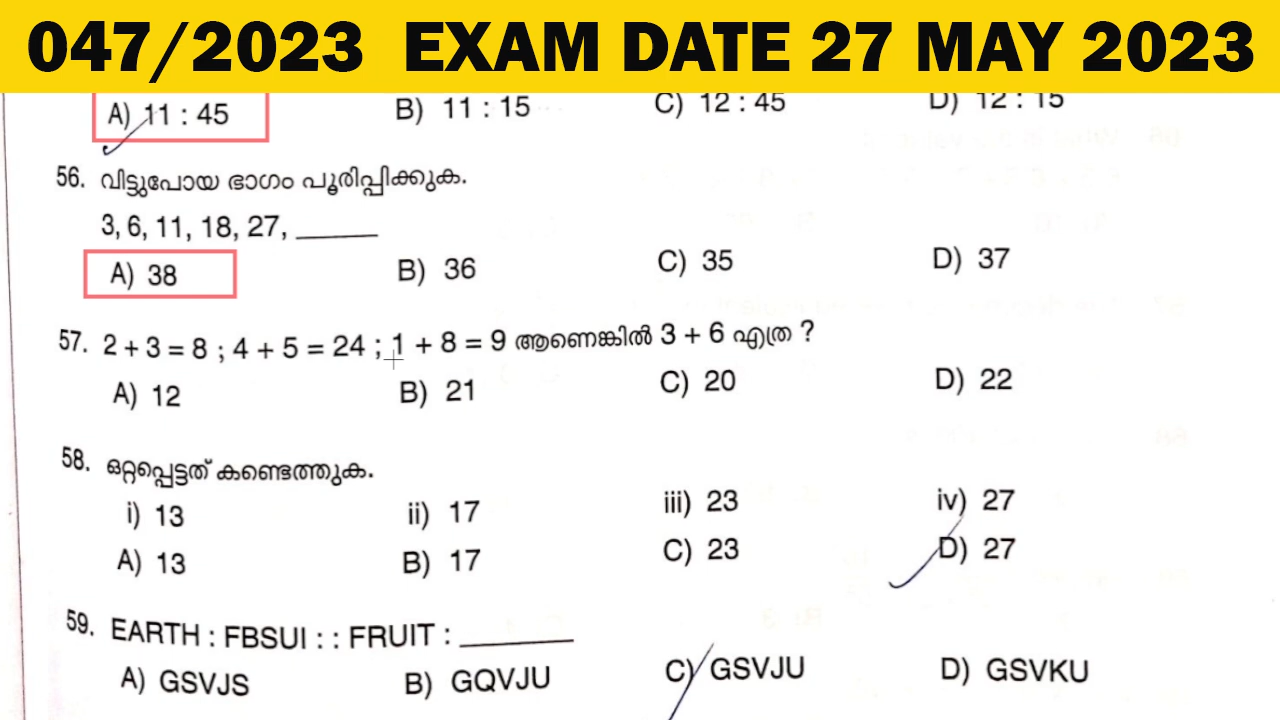 047/2023 EXAM DATE 27 MAY 2023
A) 11 : 45 B) 11 : 15 C) 12 : 45 D) 12 : 15
56. വിട്ടുപോയ ഭാഗം പൂരിപ്പിക്കുക.
3, 6, 11, 18, 27, ______
A) 38 B) 36 C) 35 D) 37
57. 2 + 3 = 8 ; 4 + 5 = 24 ; 1 + 8 = 9 ആണെങ്കിൽ 3 + 6 എത്ര ?
A) 12 B) 21 C) 20 D) 22
58. ഒറ്റപ്പെട്ടത് കണ്ടെത്തുക.
i) 13 ii) 17 iii) 23 iv) 27
A) 13 B) 17 C) 23 D) 27
59. EARTH : FBSUI : : FRUIT : ________
A) GSVJS B) GQVJU C) GSVJU D) GSVKU